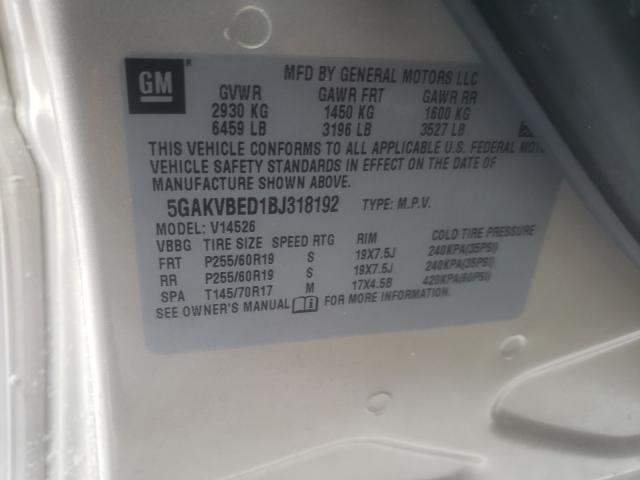 GM
MFD BY GENERAL MOTORS LLC
GVWR GAWR FRT GAWR RR
2930 KG 1450 KG 1600 KG
6459 LB 3196 LB 3527 LB
THIS VEHICLE CONFORMS TO ALL APPLICABLE U.S. FEDERAL
VEHICLE SAFETY STANDARDS IN EFFECT ON THE DATE OF
MANUFACTURE SHOWN ABOVE.
5GAKVBED1BJ318192 TYPE: M.P.V.
MODEL: V14526
VBBG TIRE SIZE SPEED RTG RIM COLD TIRE PRESSURE
FRT P255/60R19 S 19X7.5J 240KPA(35PSI)
RR P255/60R19 S 19X7.5J 240KPA(35PSI)
SPA T145/70R17 M 17X4.5B 420KPA(60PSI)
SEE OWNER'S MANUAL FOR MORE INFORMATION.